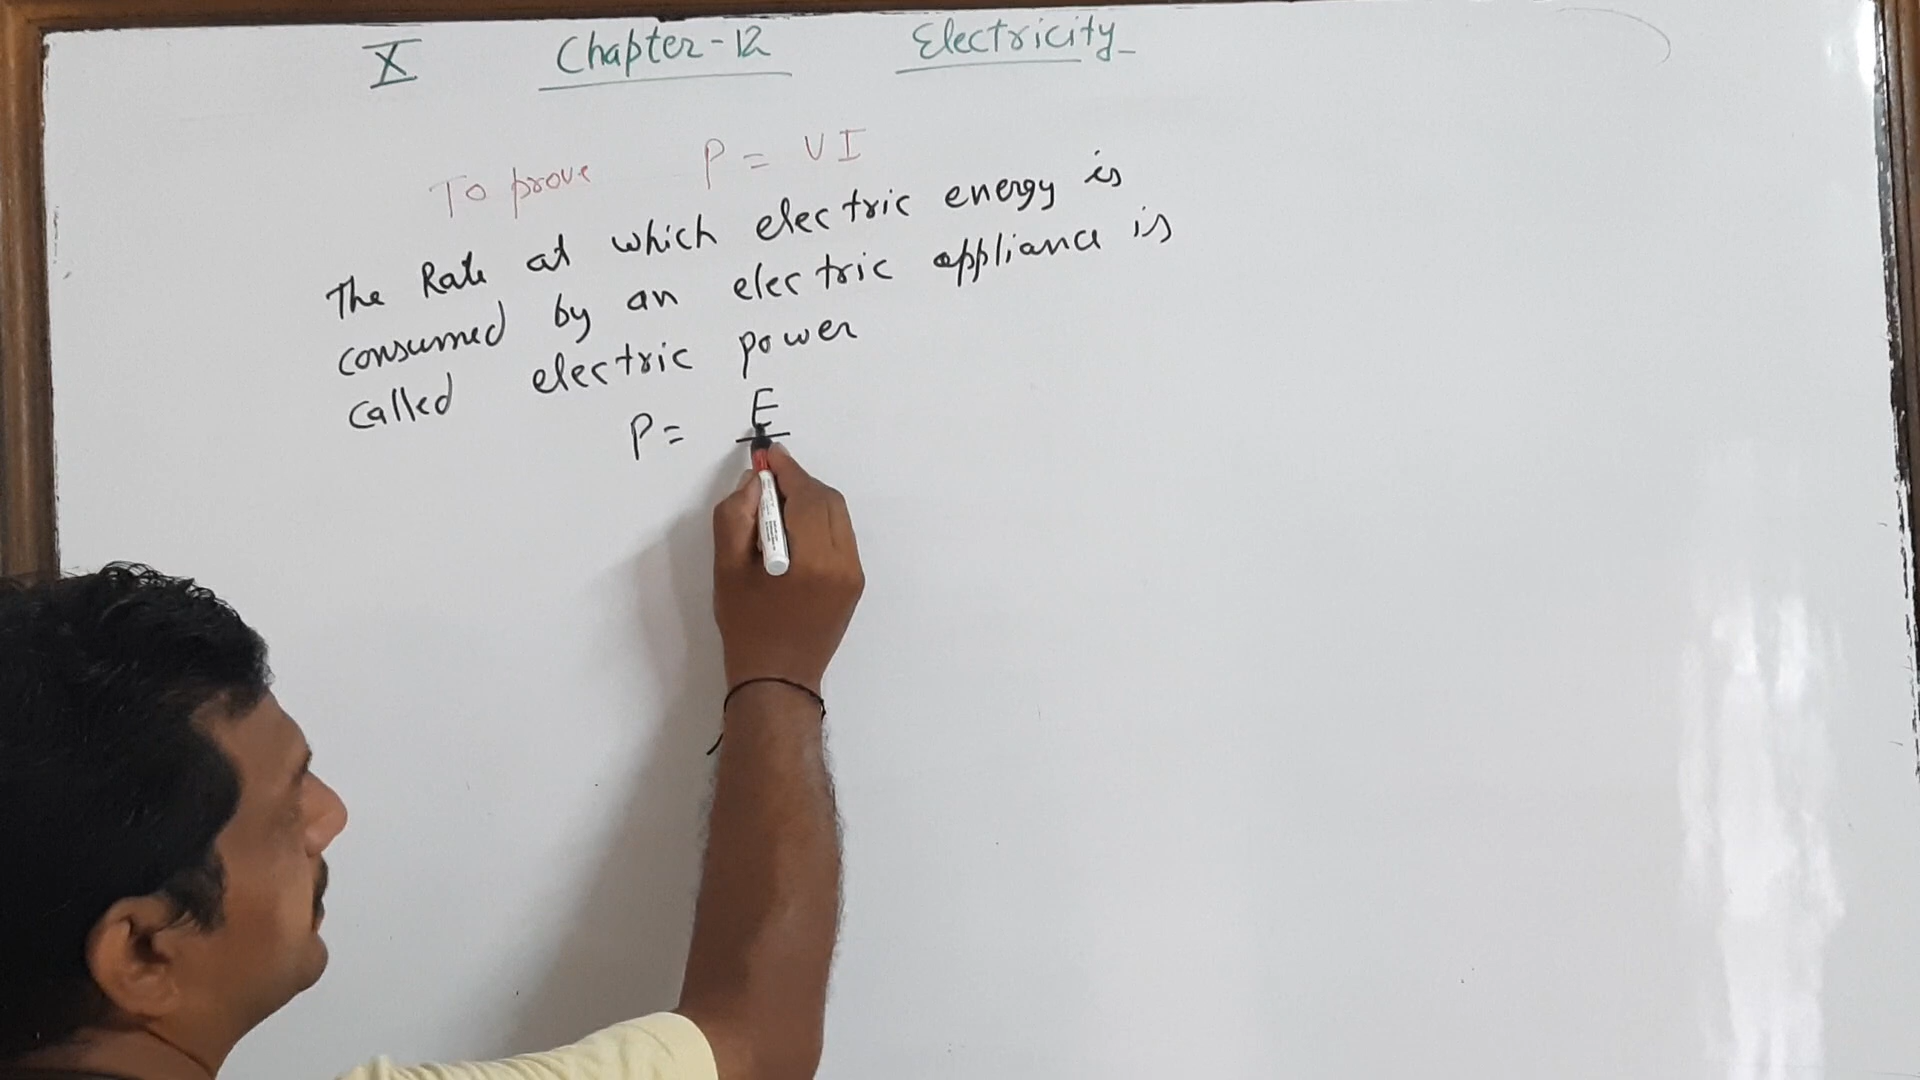 X Chapter-12 Electricity
To prove P = VI
The Rate at which electric energy is
consumed by an electric appliance is
called electric power
P = E